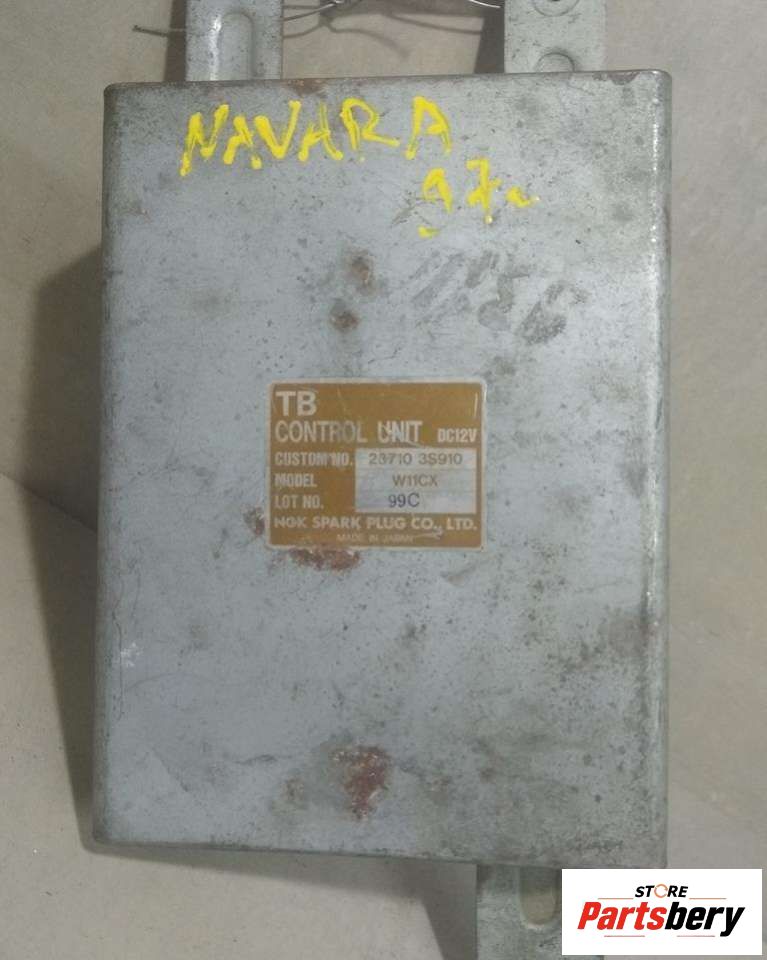 NAVARA
97.
TB
CONTROL UNIT DC12V
CUSTOM NO. 23710 3S910
MODEL W11CX
LOT NO. 99C
NGK SPARK PLUG CO., LTD.
MADE IN JAPAN
STORE
Partsbery